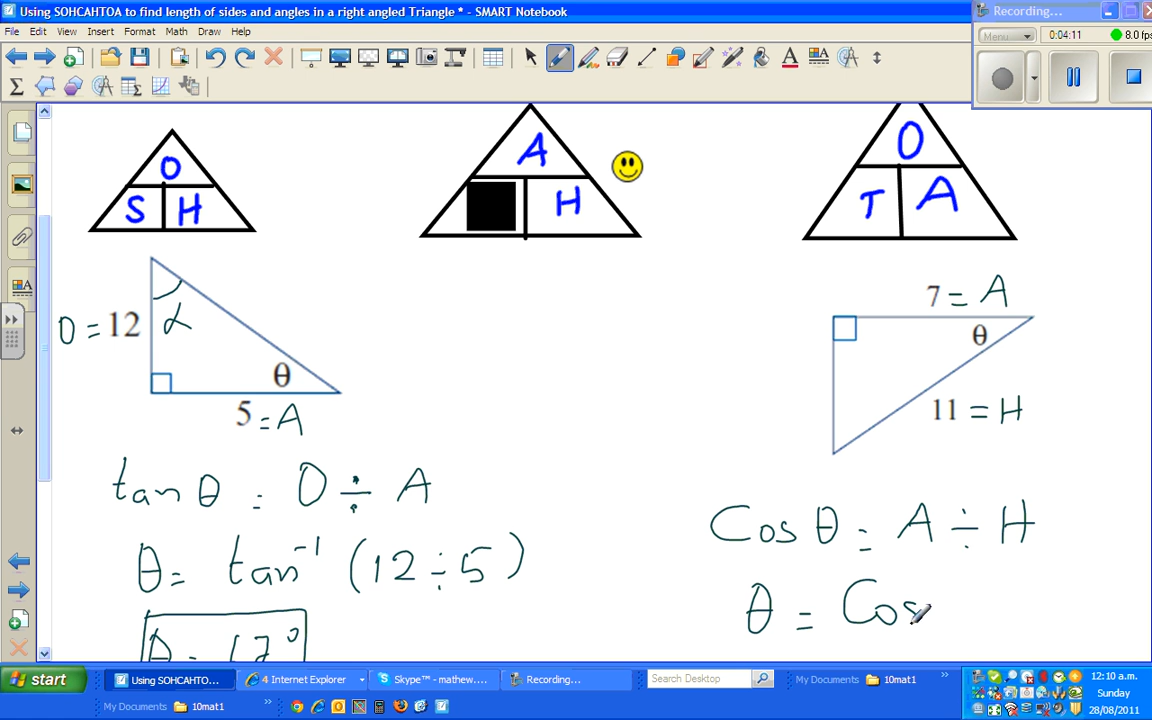 Using SOHCAHTOA to find length of sides and angles in a right angled Triangle * - SMART Notebook
Recording...
File Edit View Insert Format Math Draw Help
Menu 0:04:11 8.0 fps
O
S H
A
H
O
T A
O = 12
α
θ
5 = A
7 = A
θ
11 = H
tan θ = O ÷ A
θ = tan⁻¹ (12 ÷ 5)
Cos θ = A ÷ H
θ = Cos
start
Using SOHCAHTOA...
4 Internet Explorer
Skype™ - mathew....
Recording...
Search Desktop
My Documents
10mat1
»
12:10 a.m.
Sunday
28/08/2011
My Documents
10mat1
»